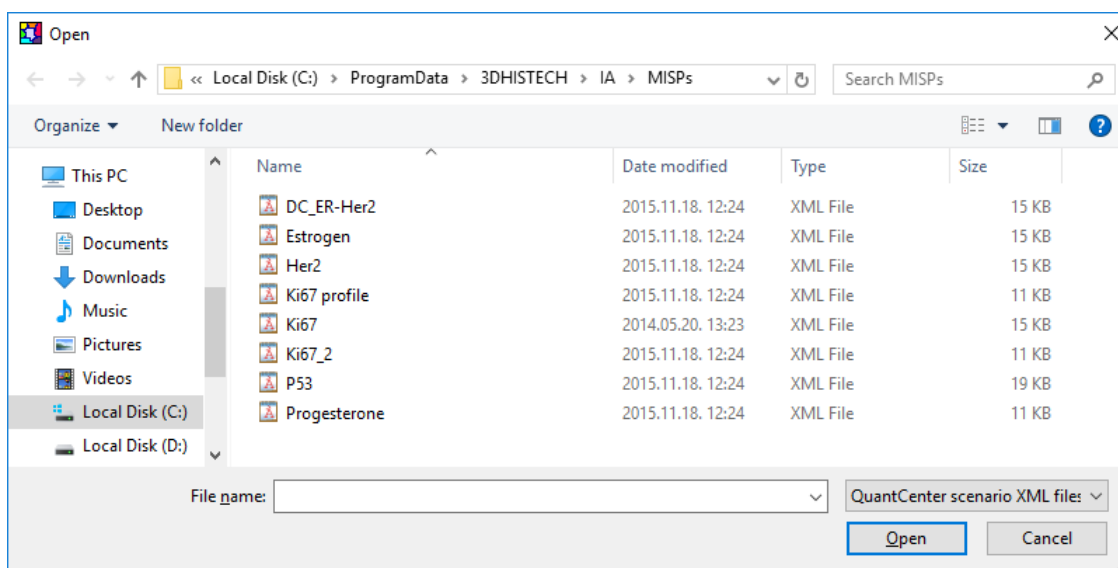 Open
« Local Disk (C:) › ProgramData › 3DHISTECH › IA › MISPs
Search MISPs
Organize
New folder
Name Date modified Type Size
This PC
Desktop
Documents
Downloads
Music
Pictures
Videos
Local Disk (C:)
Local Disk (D:)
DC_ER-Her2 2015.11.18. 12:24 XML File 15 KB
Estrogen 2015.11.18. 12:24 XML File 15 KB
Her2 2015.11.18. 12:24 XML File 15 KB
Ki67 profile 2015.11.18. 12:24 XML File 11 KB
Ki67 2014.05.20. 13:23 XML File 15 KB
Ki67_2 2015.11.18. 12:24 XML File 11 KB
P53 2015.11.18. 12:24 XML File 19 KB
Progesterone 2015.11.18. 12:24 XML File 11 KB
File name:
QuantCenter scenario XML files
Open
Cancel